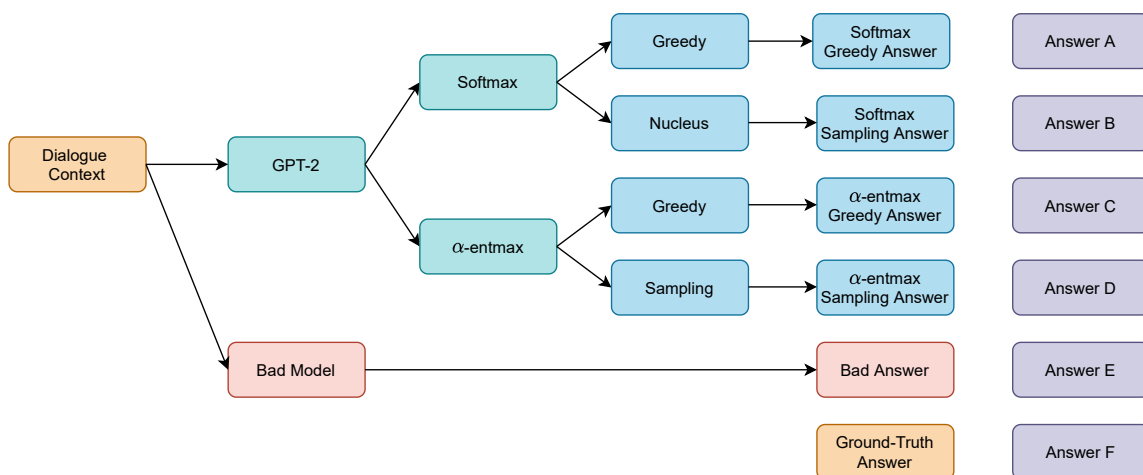 Greedy
Softmax
Greedy Answer
Answer A
Softmax
Nucleus
Softmax
Sampling Answer
Answer B
Dialogue
Context
GPT-2
Greedy
α-entmax
Greedy Answer
Answer C
α-entmax
Sampling
α-entmax
Sampling Answer
Answer D
Bad Model
Bad Answer
Answer E
Ground-Truth
Answer
Answer F